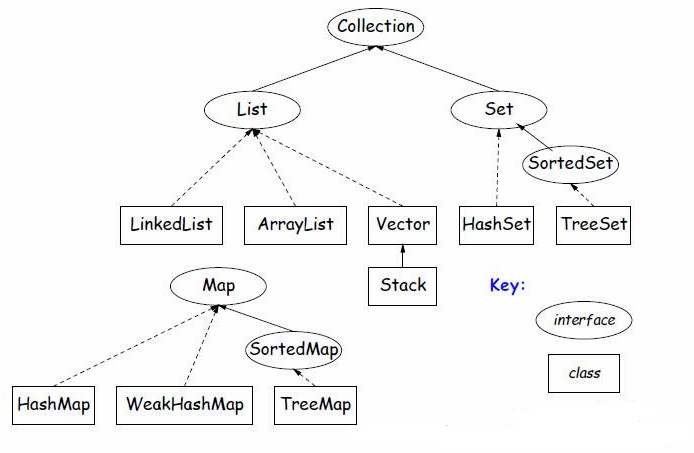 Collection
List
Set
SortedSet
LinkedList
ArrayList
Vector
HashSet
TreeSet
Stack
Map
Key:
interface
SortedMap
class
HashMap
WeakHashMap
TreeMap